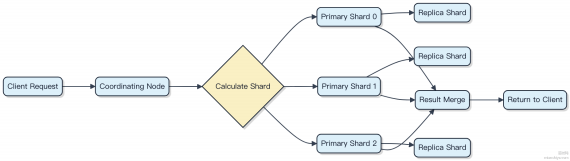 Client Request
Coordinating Node
Calculate Shard
Primary Shard 0
Replica Shard
Replica Shard
Primary Shard 1
Result Merge
Return to Client
Primary Shard 2
Replica Shard